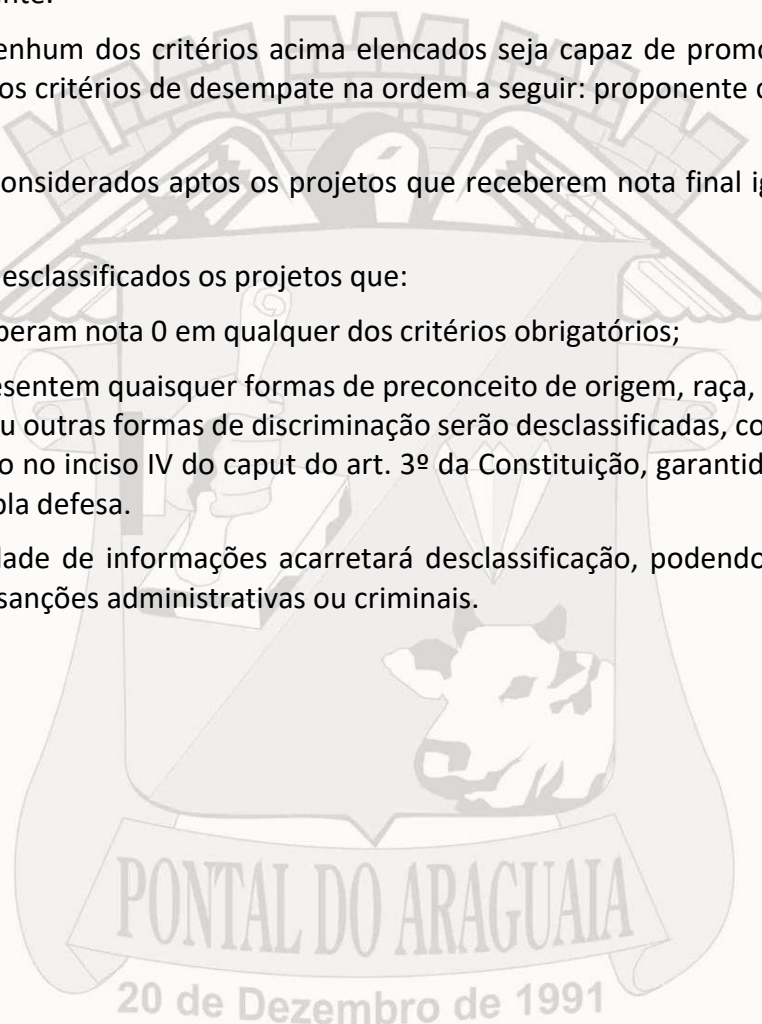 enhum dos critérios acima elencados seja capaz de promo
os critérios de desempate na ordem a seguir: proponente
onsiderados aptos os projetos que receberem nota final
esclassificados os projetos que:
beram nota 0 em qualquer dos critérios obrigatórios;
esentem quaisquer formas de preconceito de origem, raça,
u outras formas de discriminação serão desclassificadas, co
o no inciso IV do caput do art. 3º da Constituição, garantid
pla defesa.
dade de informações acarretará desclassificação, podendo
sanções administrativas ou criminais.
PONTAL DO ARAGUAIA
20 de Dezembro de 1991